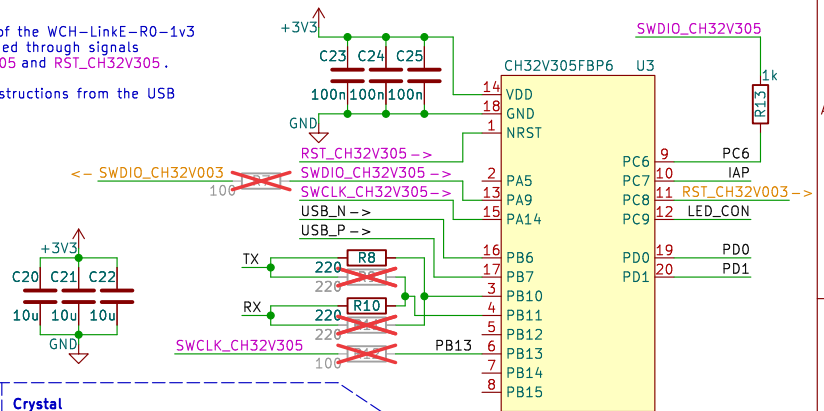 of the WCH-LinkE-R0-1v3
ed through signals
05 and RST_CH32V305.
structions from the USB
+3V3
C23 C24 C25
100n 100n 100n
GND
SWDIO_CH32V305
1k
R13
CH32V305FBP6 U3
14 VDD
18 GND
1 NRST
RST_CH32V305 ->
<- SWDIO_CH32V003
100
SWDIO_CH32V305->
SWCLK_CH32V305->
USB_N ->
USB_P ->
2 PA5
13 PA9
15 PA14
16 PB6
17 PB7
3 PB10
4 PB11
5 PB12
6 PB13
7 PB14
8 PB15
PC6 9 PC6
PC7 10 IAP
PC8 11 RST_CH32V003 ->
PC9 12 LED_CON
PD0 19 PD0
PD1 20 PD1
+3V3
C20 C21 C22
10u 10u 10u
GND
TX
220 R8
220
RX
220 R10
220
SWCLK_CH32V305
100
PB13
Crystal